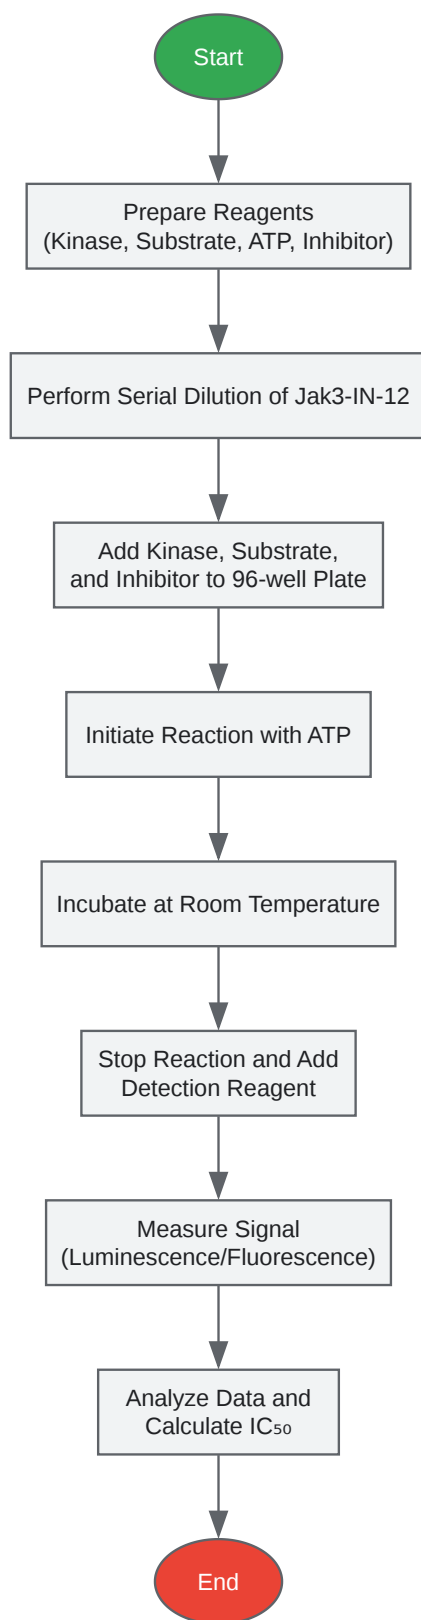 Start
Prepare Reagents
(Kinase, Substrate, ATP, Inhibitor)
Perform Serial Dilution of Jak3-IN-12
Add Kinase, Substrate,
and Inhibitor to 96-well Plate
Initiate Reaction with ATP
Incubate at Room Temperature
Stop Reaction and Add
Detection Reagent
Measure Signal
(Luminescence/Fluorescence)
Analyze Data and
Calculate IC₅₀
End